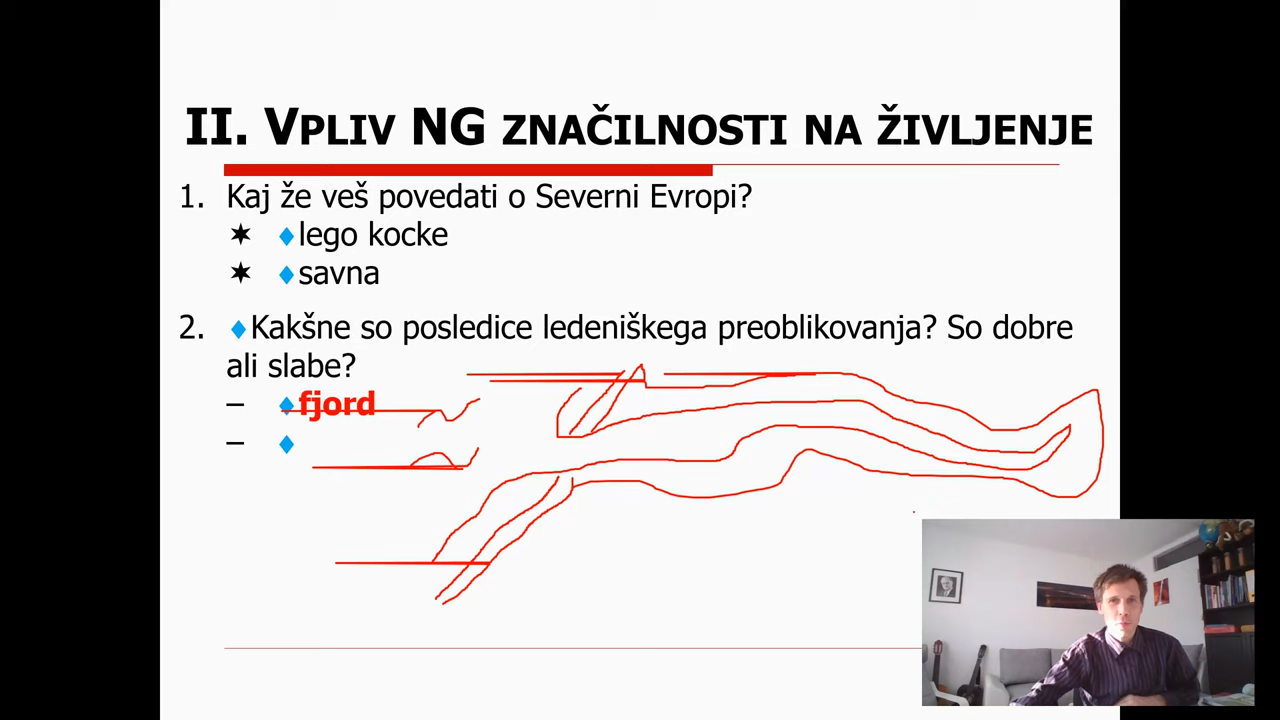 II. VPLIV NG ZNAČILNOSTI NA ŽIVLJENJE
1. Kaj že veš povedati o Severni Evropi?
✶ ♦lego kocke
✶ ♦savna
2. ♦Kakšne so posledice ledeniškega preoblikovanja? So dobre
ali slabe?
– ♦fjord
– ♦